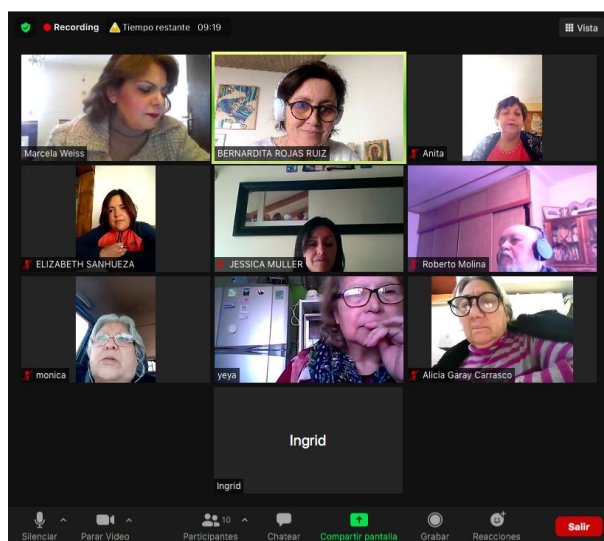 Recording Tiempo restante 09:19 Vista
Marcela Weiss
BERNARDITA ROJAS RUIZ
Anita
ELIZABETH SANHUEZA
JESSICA MULLER
Roberto Molina
monica
yeya
Alicia Garay Carrasco
Ingrid
Ingrid
10
Silenciar Parar Video Participantes Chatear Compartir pantalla Grabar Reacciones Salir